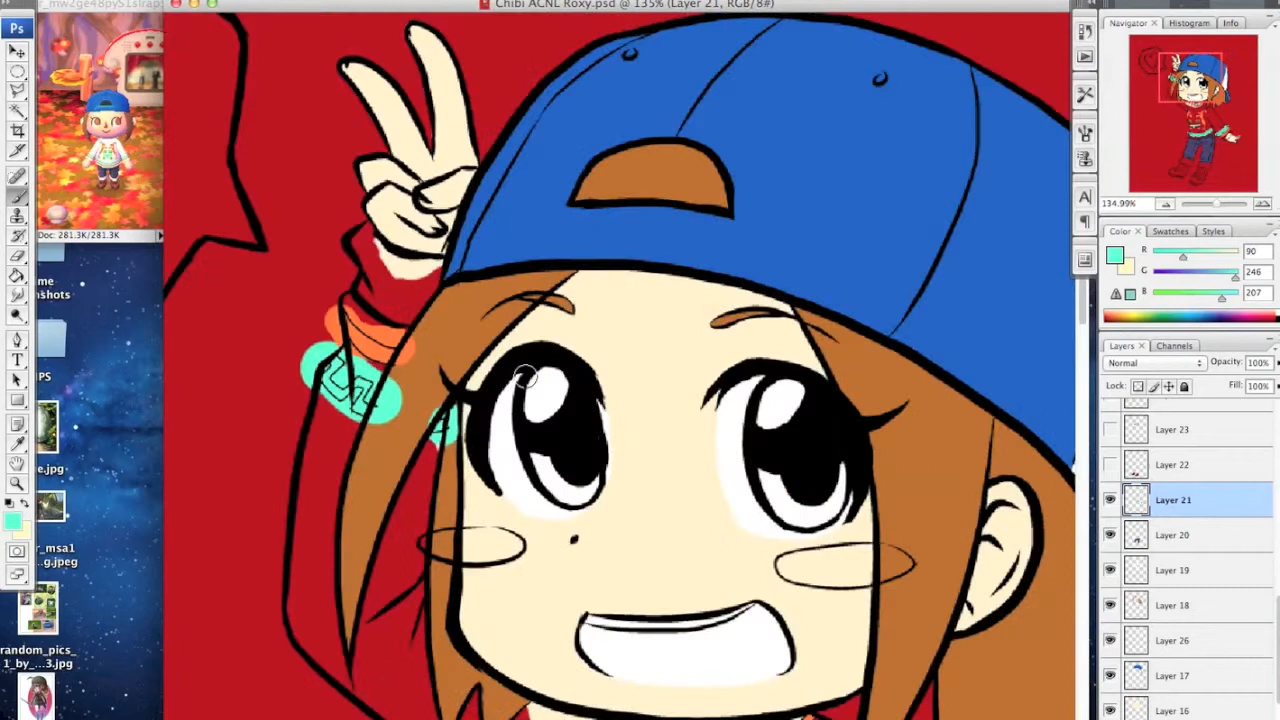 r_mw2ge48pyS1slraps
Chibi ACNL Roxy.psd @ 135% (Layer 21, RGB/8#)
Ps
Navigator × Histogram Info
134.99%
Doc: 281.3K/281.3K
Color × Swatches Styles
R 90
G 246
B 207
me
nshots
Layers × Channels
Normal Opacity: 100%
Lock: Fill: 100%
PS
Layer 23
e.jpg
Layer 22
Layer 21
r_msa1
g.jpeg
Layer 20
Layer 19
Layer 18
random_pics_
1_by_...3.jpg
Layer 26
Layer 17
Layer 16
A
T